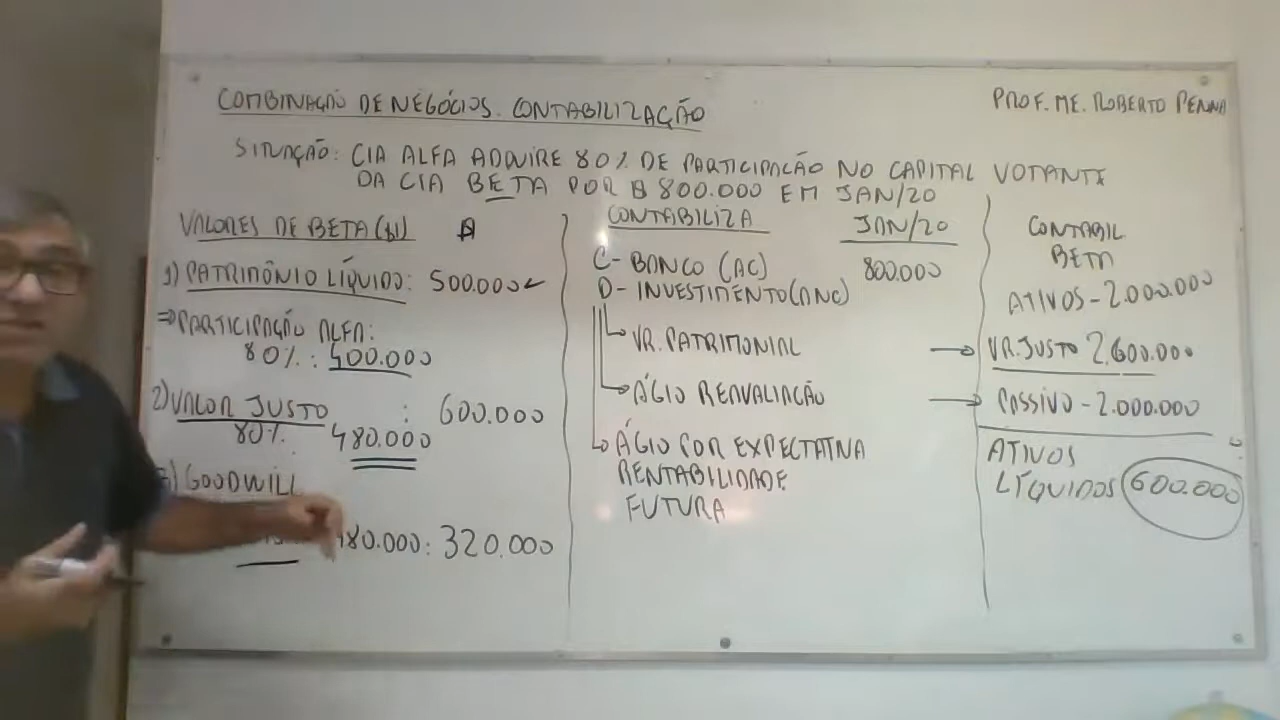 COMBINAÇÃO DE NEGÓCIOS. CONTABILIZAÇÃO
PROF. ME. ROBERTO PENNA
SITUAÇÃO: CIA ALFA ADQUIRE 80% DE PARTICIPAÇÃO NO CAPITAL VOTANTE
DA CIA BETA POR $ 800.000 EM JAN/20
VALORES DE BETA (b1) $
1) PATRIMÔNIO LÍQUIDO: 500.000
⇒ PARTICIPAÇÃO ALFA:
80%: 400.000
2) VALOR JUSTO : 600.000
80% 480.000
3) GOODWILL
480.000: 320.000
CONTABILIZA JAN/20
C- BANCO (AC) 800.000
D- INVESTIMENTO (ANC)
VR. PATRIMONIAL
ÁGIO REAVALIAÇÃO
ÁGIO POR EXPECTATIVA
RENTABILIDADE
FUTURA
CONTABIL
BETA
ATIVOS - 2.000.000
→ VR. JUSTO 2.600.000
→ PASSIVO - 2.000.000
ATIVOS
LÍQUIDOS 600.000